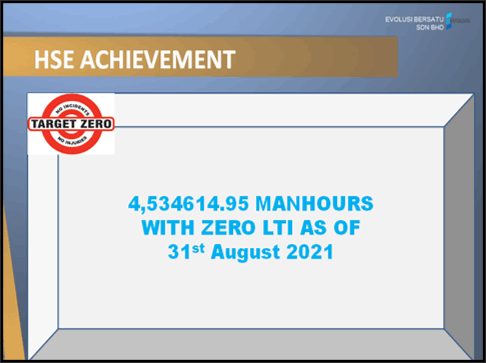 EVOLUSI BERSATU
SDN BHD
HSE ACHIEVEMENT
NO INCIDENTS
TARGET ZERO
NO INJURIES
4,534614.95 MANHOURS
WITH ZERO LTI AS OF
31st August 2021